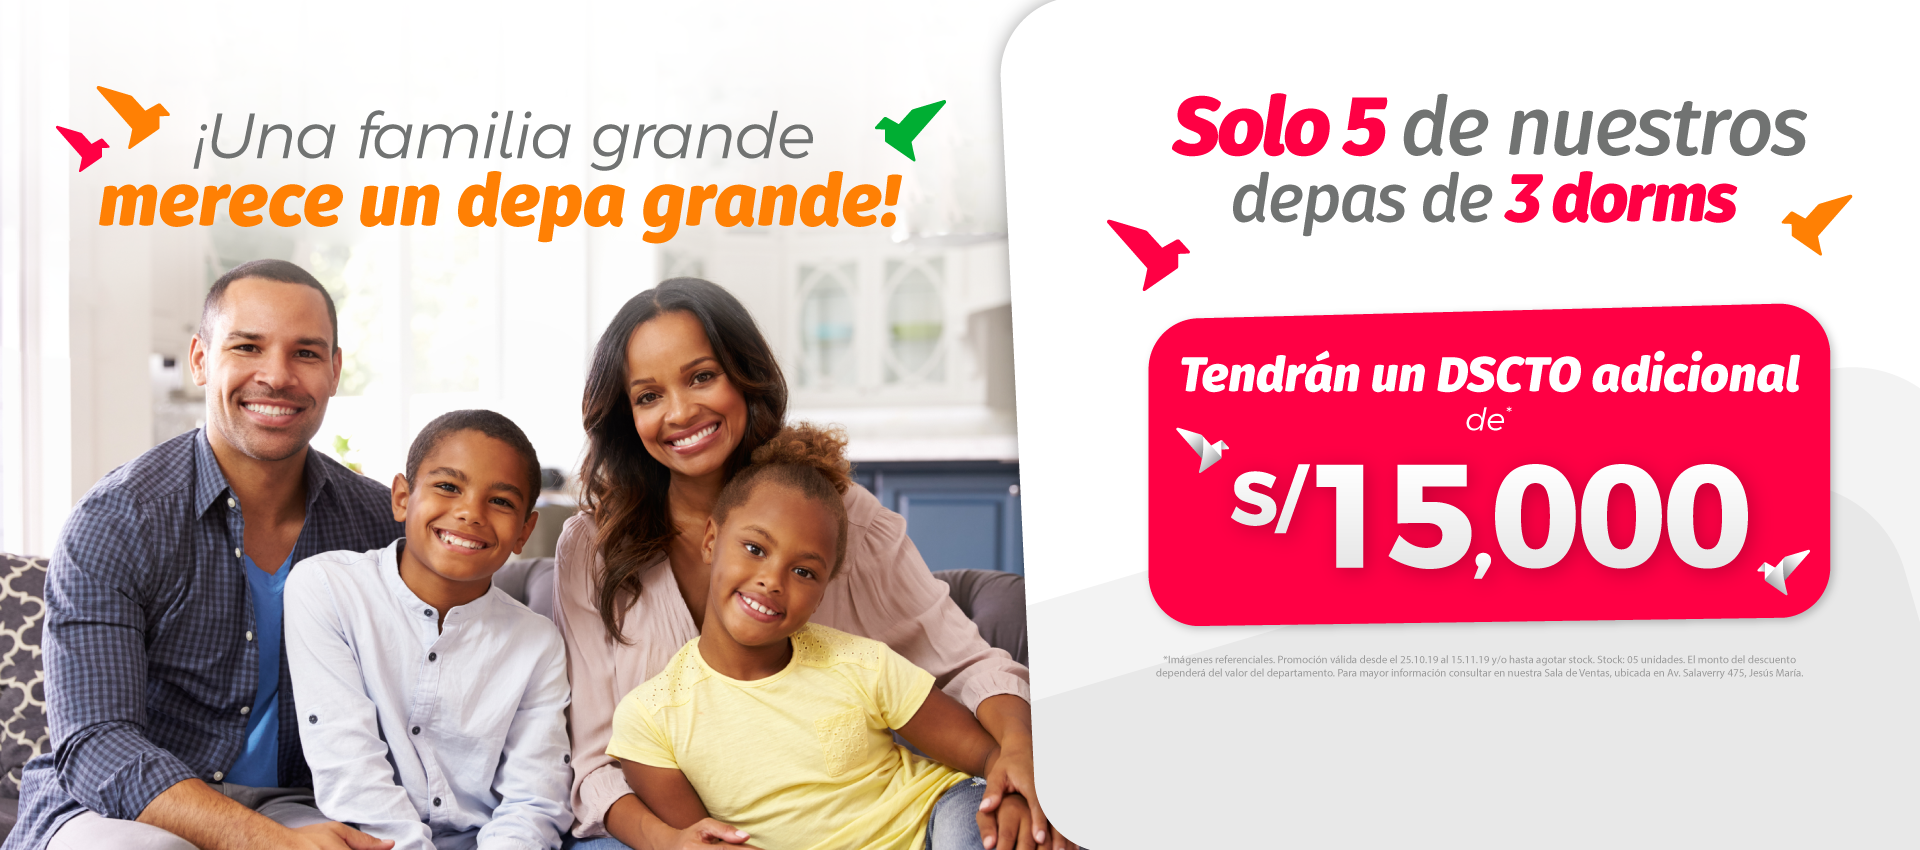 ¡Una familia grande
merece un depa grande!
Solo 5 de nuestros
depas de 3 dorms
Tendrán un DSCTO adicional
de*
S/15,000
*Imágenes referenciales. Promoción válida desde el 25.10.19 al 15.11.19 y/o hasta agotar stock. Stock: 05 unidades. El monto del descuento
dependerá del valor del departamento. Para mayor información consultar en nuestra Sala de Ventas, ubicada en Av. Salaverry 475, Jesús María.